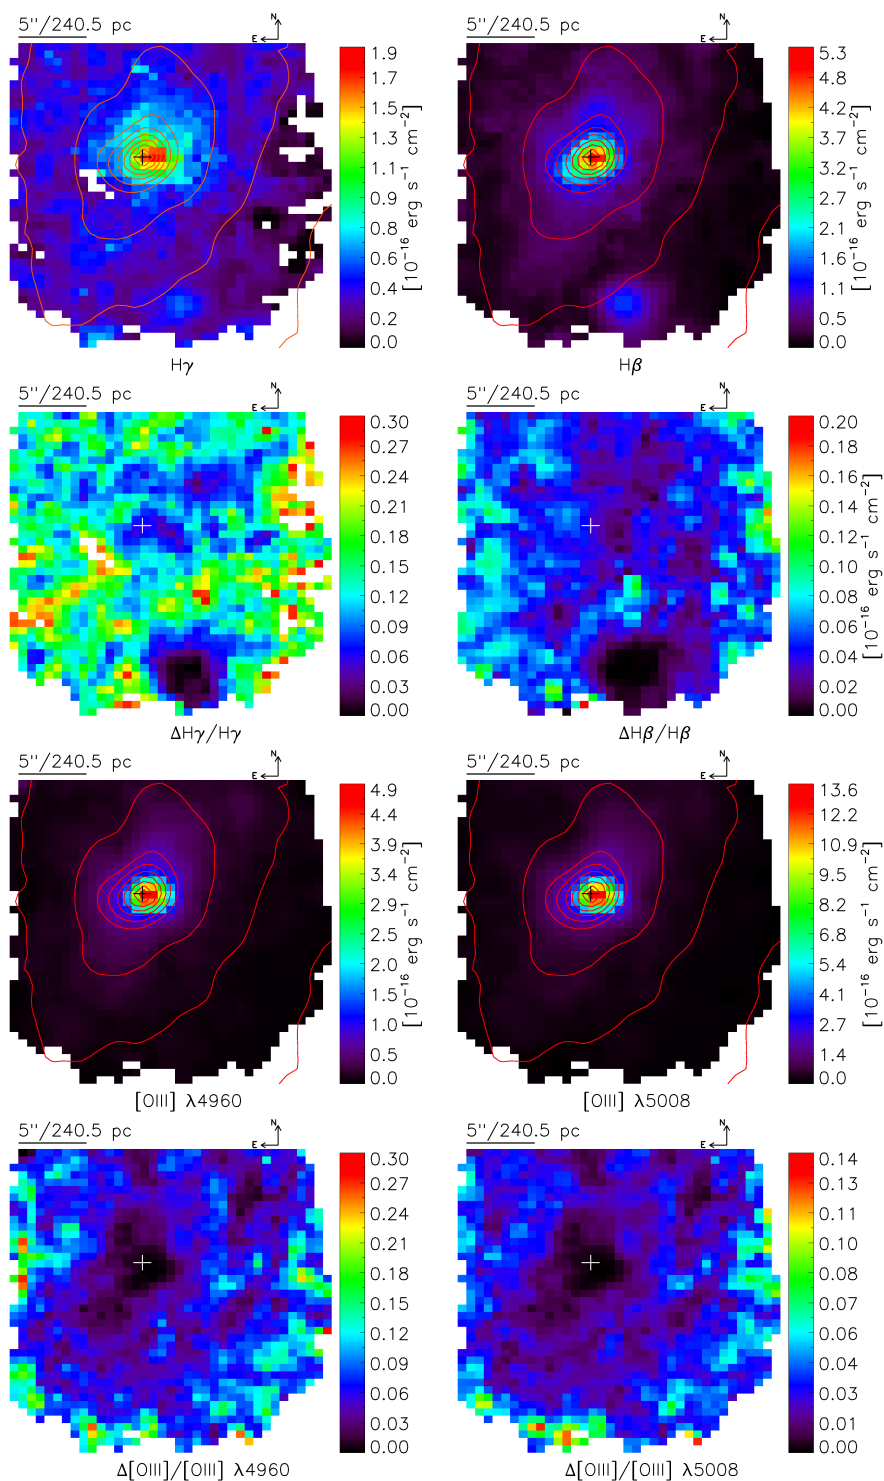 5''/240.5 pc
N
E
1.9
1.7
1.5
1.3
1.1
0.9
0.8
0.6
0.4
0.2
0.0
[10⁻¹⁶ erg s⁻¹ cm⁻²]
Hγ
5''/240.5 pc
N
E
5.3
4.8
4.2
3.7
3.2
2.7
2.1
1.6
1.1
0.5
0.0
[10⁻¹⁶ erg s⁻¹ cm⁻²]
Hβ
5''/240.5 pc
N
E
0.30
0.27
0.24
0.21
0.18
0.15
0.12
0.09
0.06
0.03
0.00
ΔHγ/Hγ
5''/240.5 pc
N
E
0.20
0.18
0.16
0.14
0.12
0.10
0.08
0.06
0.04
0.02
0.00
[10⁻¹⁶ erg s⁻¹ cm⁻²]
ΔHβ/Hβ
5''/240.5 pc
N
E
4.9
4.4
3.9
3.4
2.9
2.4
2.0
1.5
1.0
0.5
0.0
[10⁻¹⁶ erg s⁻¹ cm⁻²]
[OIII] λ4960
5''/240.5 pc
N
E
13.6
12.2
10.9
9.5
8.2
6.8
5.4
4.1
2.7
1.4
0.0
[10⁻¹⁶ erg s⁻¹ cm⁻²]
[OIII] λ5008
5''/240.5 pc
N
E
0.30
0.27
0.24
0.21
0.18
0.15
0.12
0.09
0.06
0.03
0.00
Δ[OIII]/[OIII] λ4960
5''/240.5 pc
N
E
0.14
0.13
0.11
0.10
0.08
0.07
0.06
0.04
0.03
0.01
0.00
Δ[OIII]/[OIII] λ5008